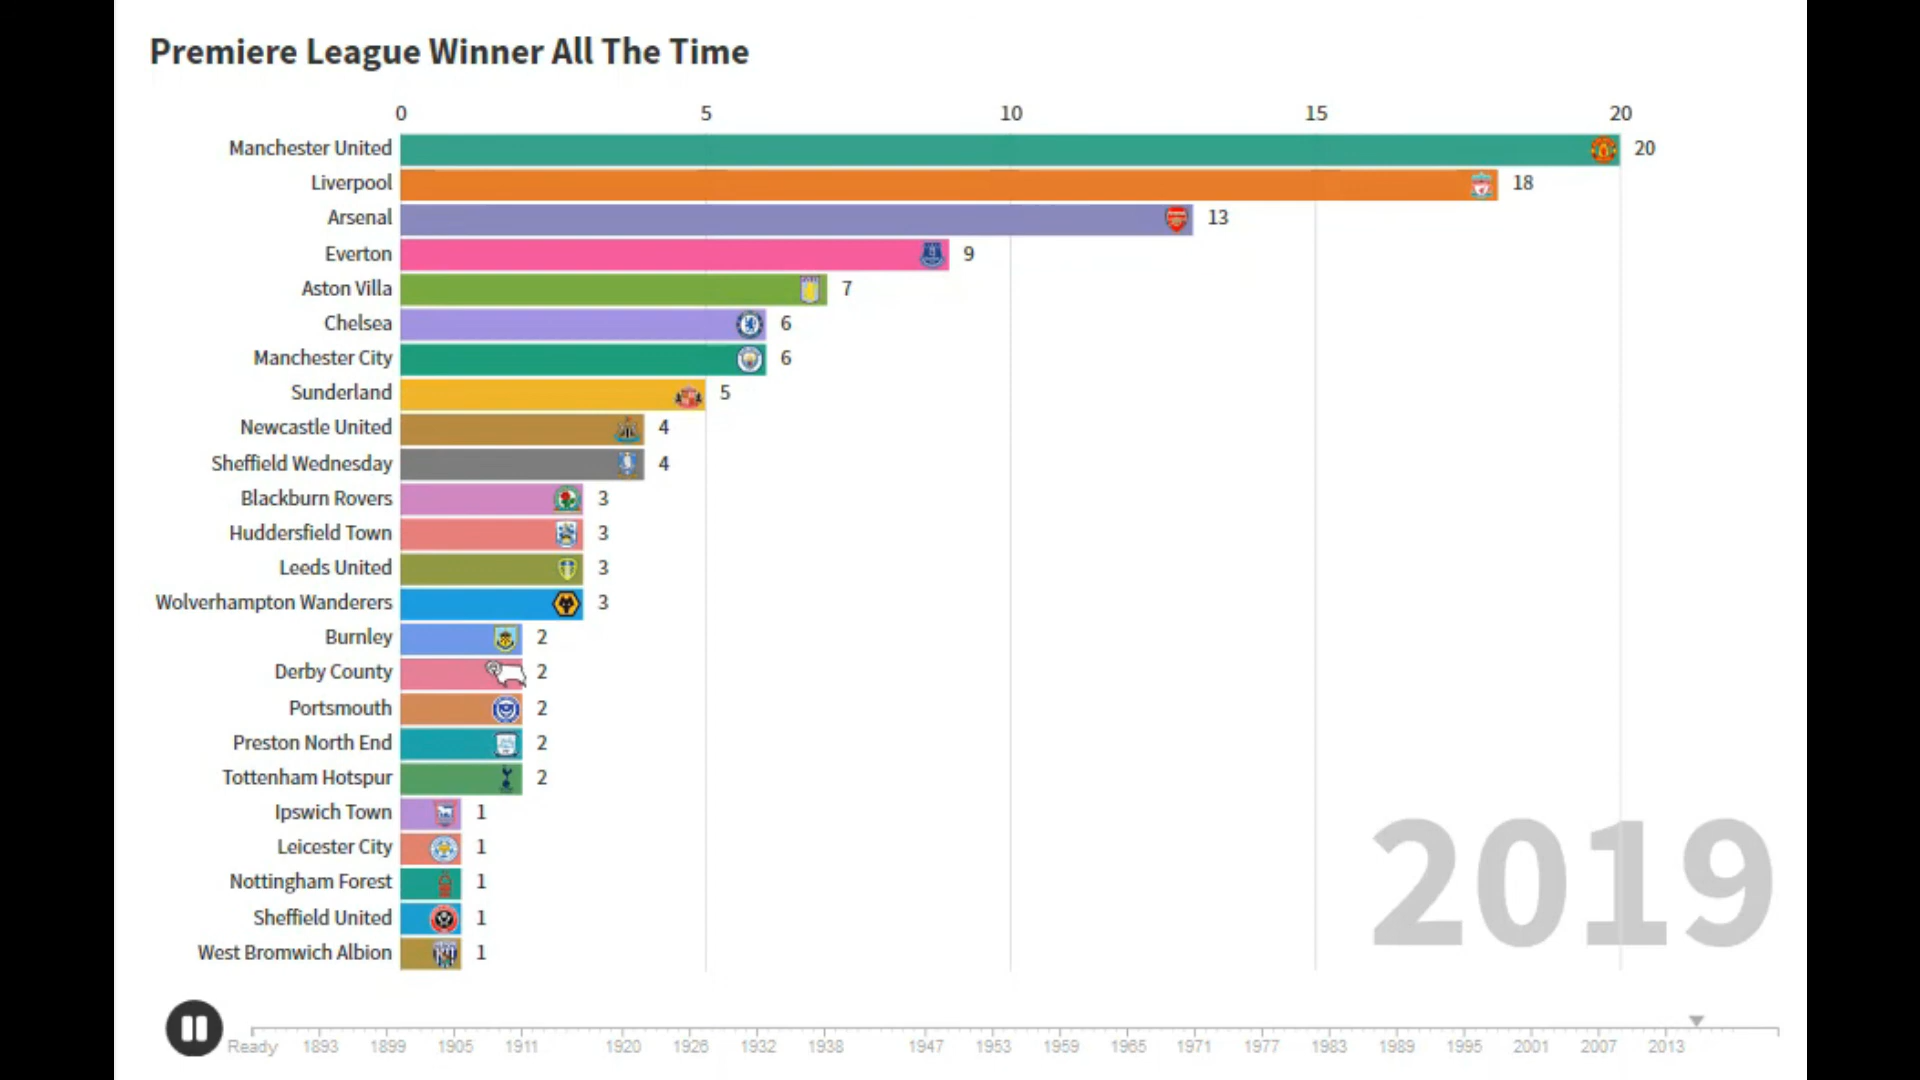 Premiere League Winner All The Time
0 5 10 15 20
Manchester United 20
Liverpool 18
Arsenal 13
Everton 9
Aston Villa 7
Chelsea 6
Manchester City 6
Sunderland 5
Newcastle United 4
Sheffield Wednesday 4
Blackburn Rovers 3
Huddersfield Town 3
Leeds United 3
Wolverhampton Wanderers 3
Burnley 2
Derby County 2
Portsmouth 2
Preston North End 2
Tottenham Hotspur 2
Ipswich Town 1
Leicester City 1
Nottingham Forest 1
Sheffield United 1
West Bromwich Albion 1
2019
Ready 1893 1899 1905 1911 1920 1926 1932 1938 1947 1953 1959 1965 1971 1977 1983 1989 1995 2001 2007 2013